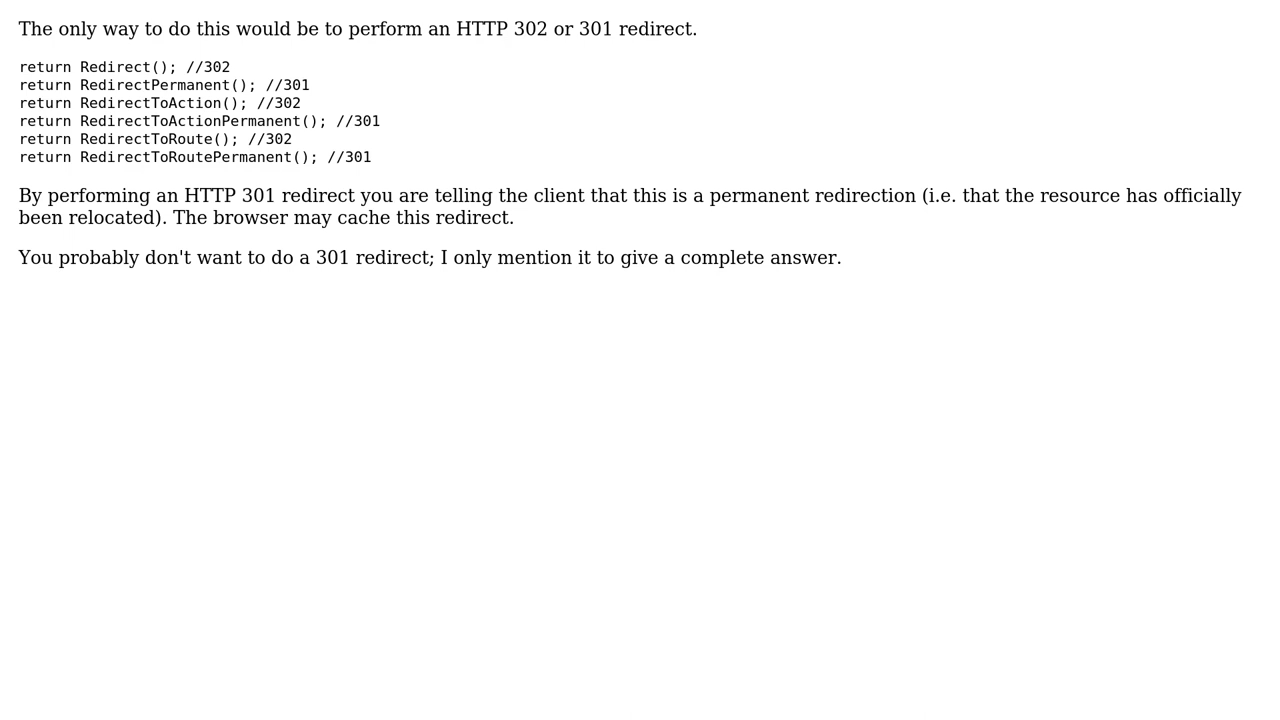 The only way to do this would be to perform an HTTP 302 or 301 redirect.
return Redirect(); //302
return RedirectPermanent(); //301
return RedirectToAction(); //302
return RedirectToActionPermanent(); //301
return RedirectToRoute(); //302
return RedirectToRoutePermanent(); //301
By performing an HTTP 301 redirect you are telling the client that this is a permanent redirection (i.e. that the resource has officially
been relocated). The browser may cache this redirect.
You probably don't want to do a 301 redirect; I only mention it to give a complete answer.